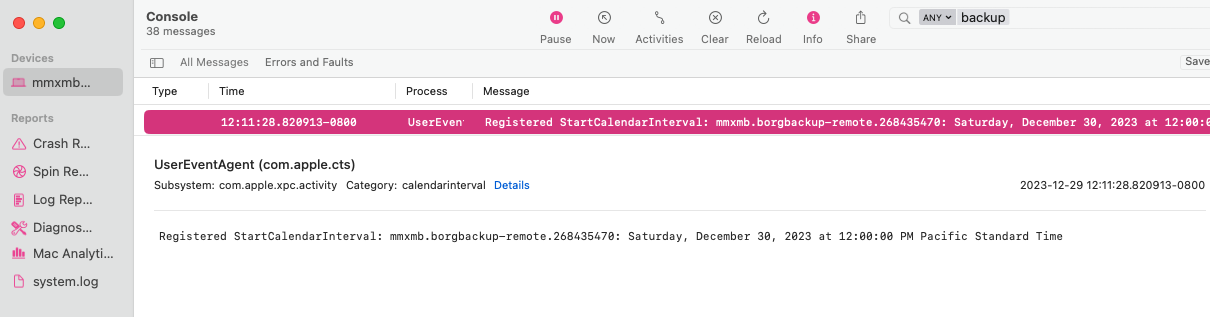 Console
38 messages
Pause
Now
Activities
Clear
Reload
Info
Share
ANY backup
Devices
mmxmb...
Reports
Crash R...
Spin Re...
Log Rep...
Diagnos...
Mac Analyti...
system.log
All Messages Errors and Faults Save
Type Time Process Message
12:11:28.820913-0800 UserEven Registered StartCalendarInterval: mmxmb.borgbackup-remote.268435470: Saturday, December 30, 2023 at 12:00:0
UserEventAgent (com.apple.cts)
Subsystem: com.apple.xpc.activity Category: calendarinterval Details 2023-12-29 12:11:28.820913-0800
Registered StartCalendarInterval: mmxmb.borgbackup-remote.268435470: Saturday, December 30, 2023 at 12:00:00 PM Pacific Standard Time